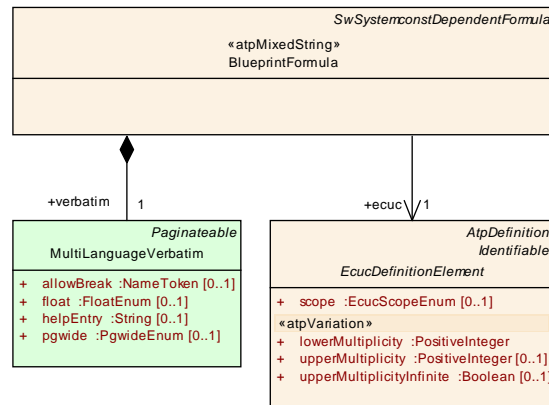 SwSystemconstDependentFormula
«atpMixedString»
BlueprintFormula
+verbatim 1
+ecuc 1
Paginateable
MultiLanguageVerbatim
+ allowBreak :NameToken [0..1]
+ float :FloatEnum [0..1]
+ helpEntry :String [0..1]
+ pgwide :PgwideEnum [0..1]
AtpDefinition
Identifiable
EcucDefinitionElement
+ scope :EcucScopeEnum [0..1]
«atpVariation»
+ lowerMultiplicity :PositiveInteger
+ upperMultiplicity :PositiveInteger [0..1]
+ upperMultiplicityInfinite :Boolean [0..1]